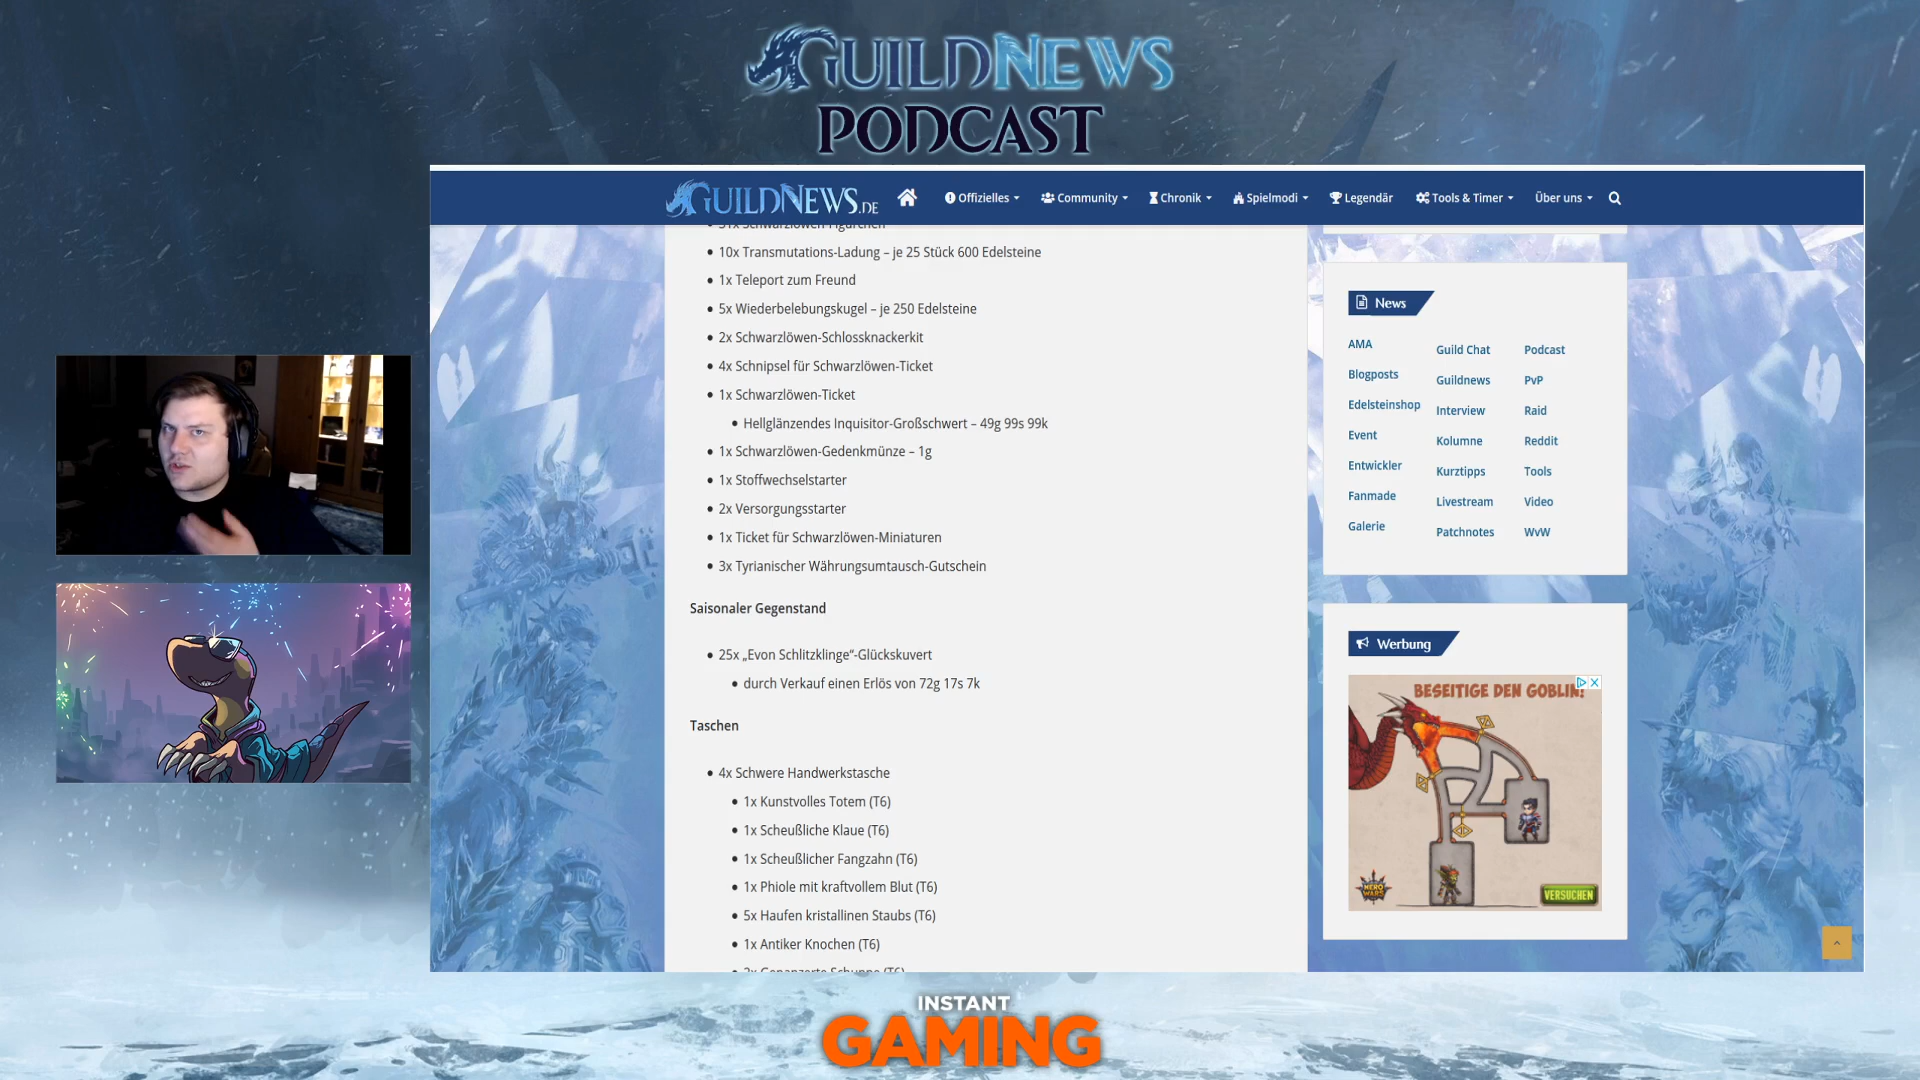 GUILDNEWS
PODCAST
GUILDNEWS.DE
Offizielles
Community
Chronik
Spielmodi
Legendär
Tools & Timer
Über uns
10x Transmutations-Ladung – je 25 Stück 600 Edelsteine
1x Teleport zum Freund
5x Wiederbelebungskugel – je 250 Edelsteine
2x Schwarzlöwen-Schlossknackerkit
4x Schnipsel für Schwarzlöwen-Ticket
1x Schwarzlöwen-Ticket
Hellglänzendes Inquisitor-Großschwert – 49g 99s 99k
1x Schwarzlöwen-Gedenkmünze – 1g
1x Stoffwechselstarter
2x Versorgungsstarter
1x Ticket für Schwarzlöwen-Miniaturen
3x Tyrianischer Währungsumtausch-Gutschein
Saisonaler Gegenstand
25x „Evon Schlitzklinge“-Glückskuvert
durch Verkauf einen Erlös von 72g 17s 7k
Taschen
4x Schwere Handwerkstasche
1x Kunstvolles Totem (T6)
1x Scheußliche Klaue (T6)
1x Scheußlicher Fangzahn (T6)
1x Phiole mit kraftvollem Blut (T6)
5x Haufen kristallinen Staubs (T6)
1x Antiker Knochen (T6)
News
AMA
Blogposts
Edelsteinshop
Event
Entwickler
Fanmade
Galerie
Guild Chat
Guildnews
Interview
Kolumne
Kurztipps
Livestream
Patchnotes
Podcast
PvP
Raid
Reddit
Tools
Video
WvW
Werbung
BESEITIGE DEN GOBLIN!
HERO
WARS
VERSUCHEN
INSTANT
GAMING